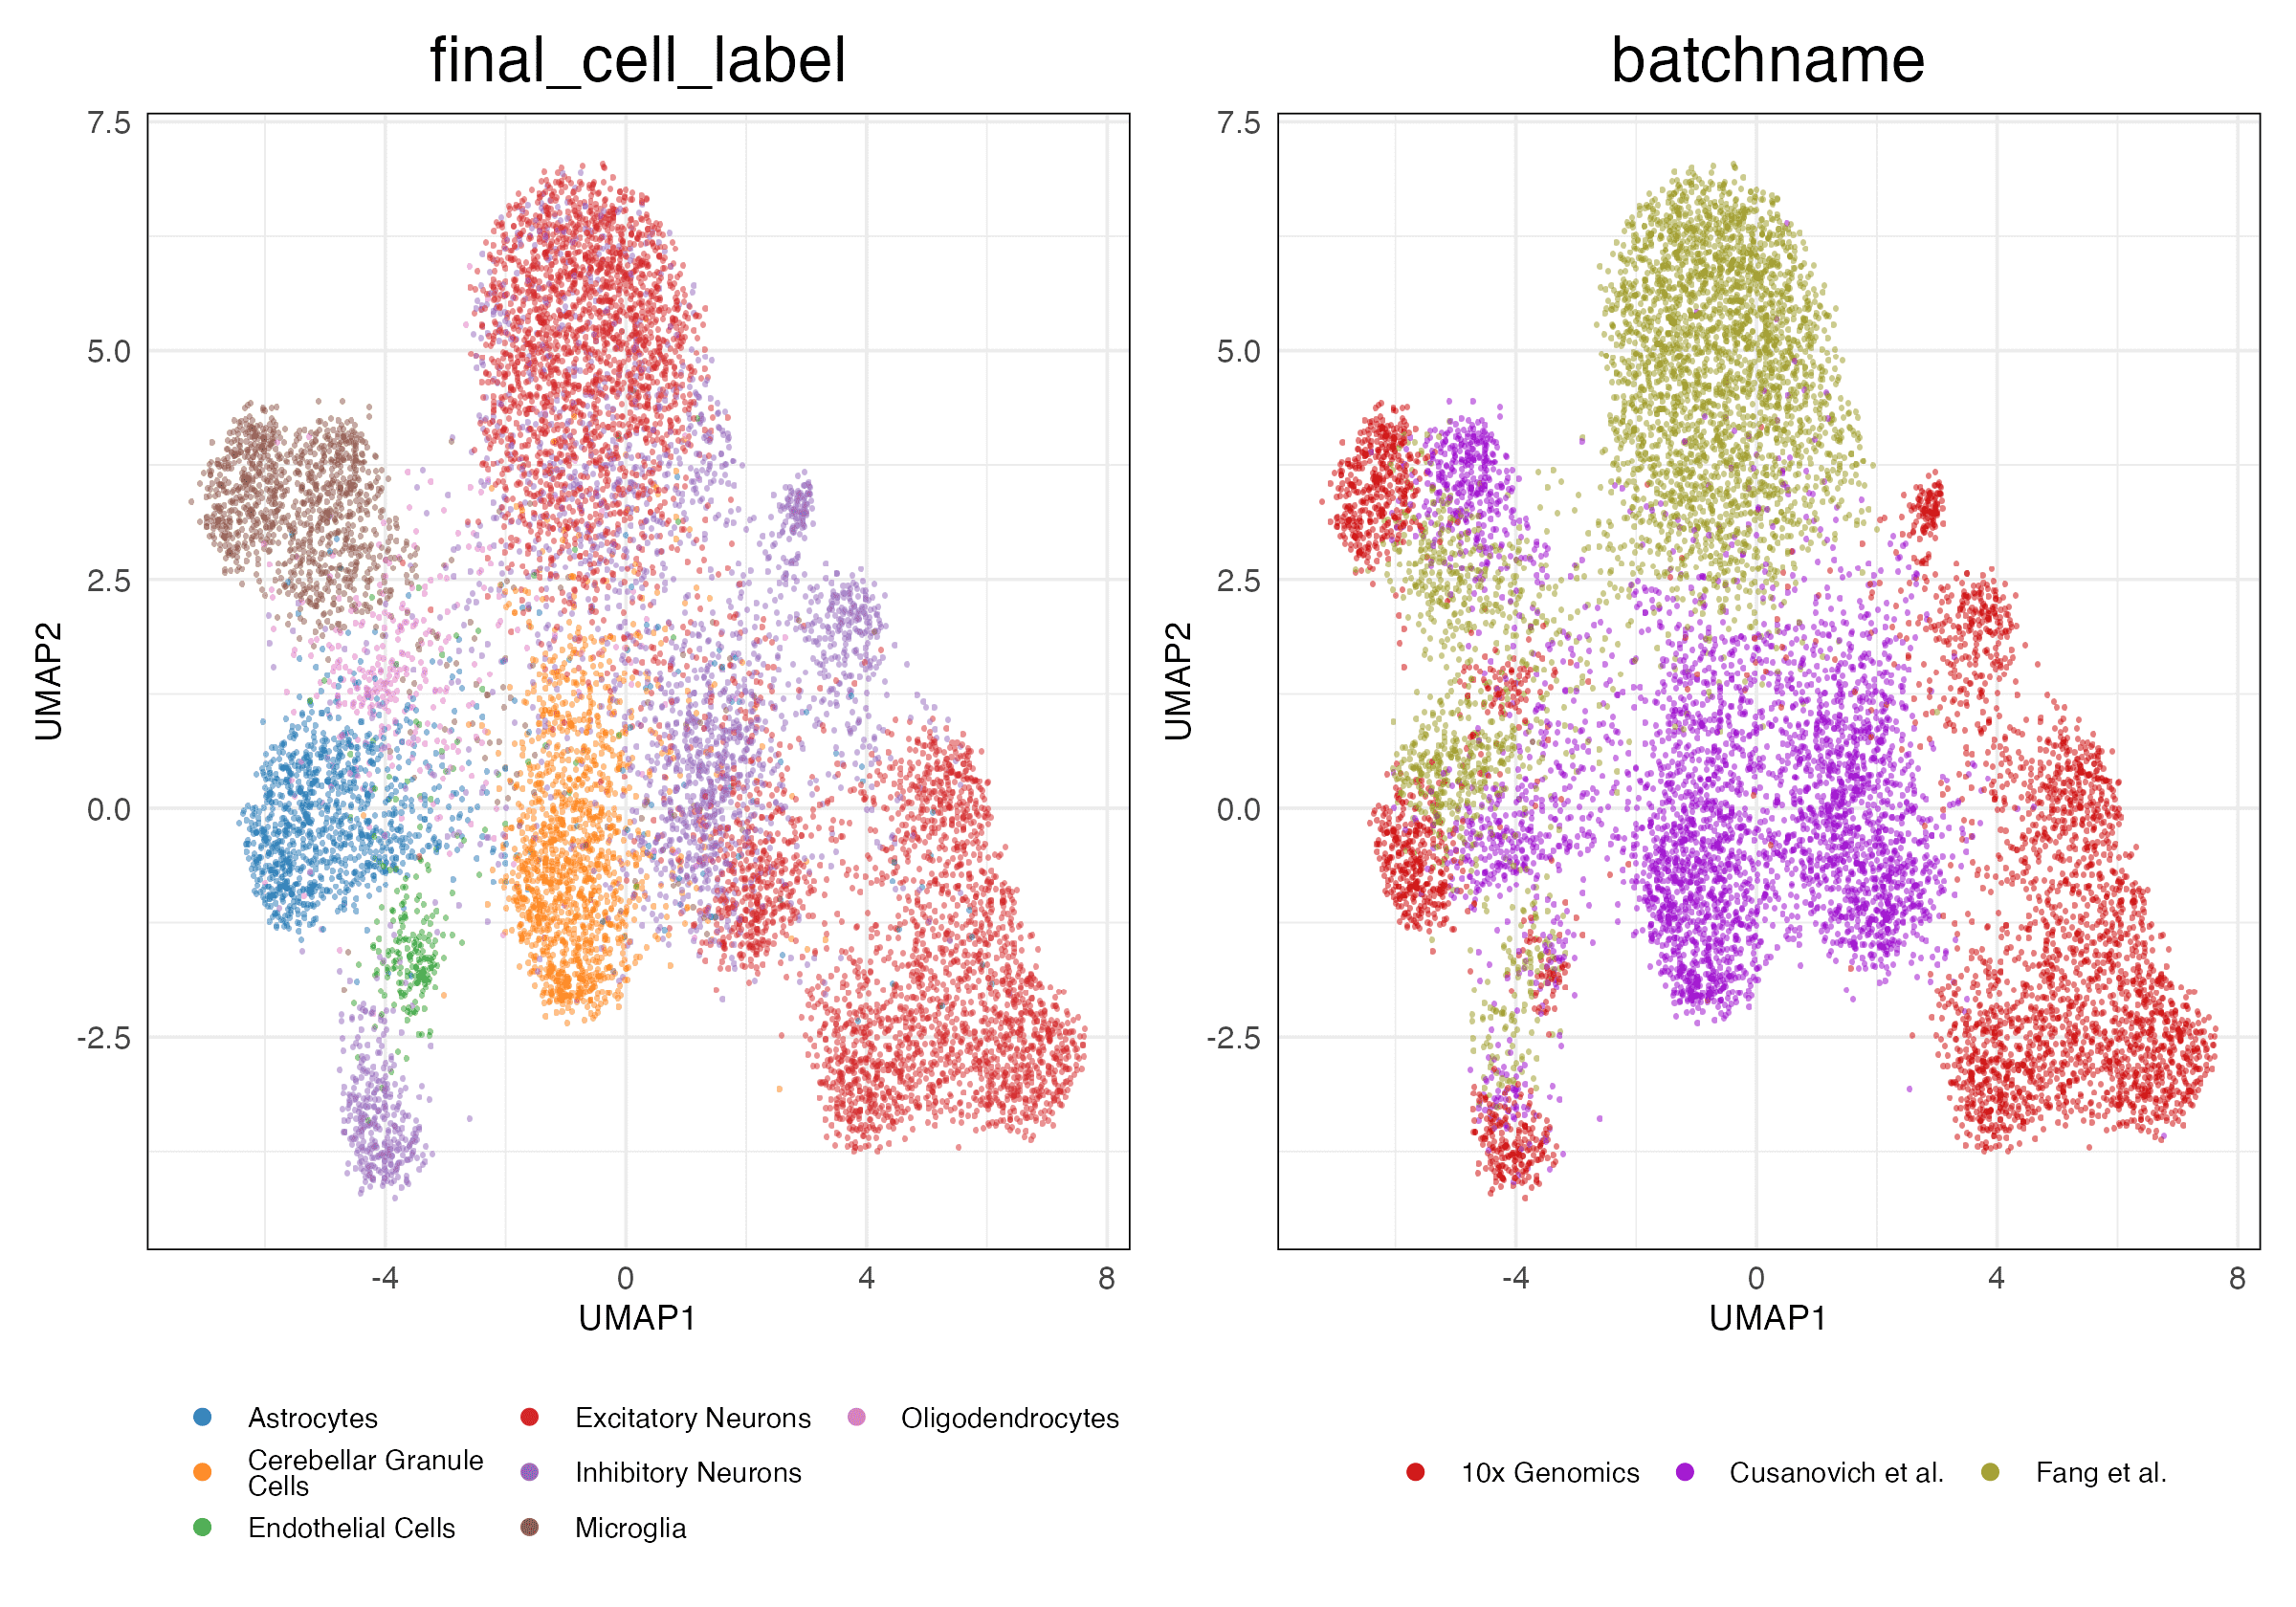 final_cell_label
7.5
5.0
2.5
0.0
-2.5
UMAP2
-4 0 4 8
UMAP1
Astrocytes
Cerebellar Granule
Cells
Endothelial Cells
Excitatory Neurons
Inhibitory Neurons
Microglia
Oligodendrocytes
batchname
7.5
5.0
2.5
0.0
-2.5
UMAP2
-4 0 4 8
UMAP1
10x Genomics
Cusanovich et al.
Fang et al.